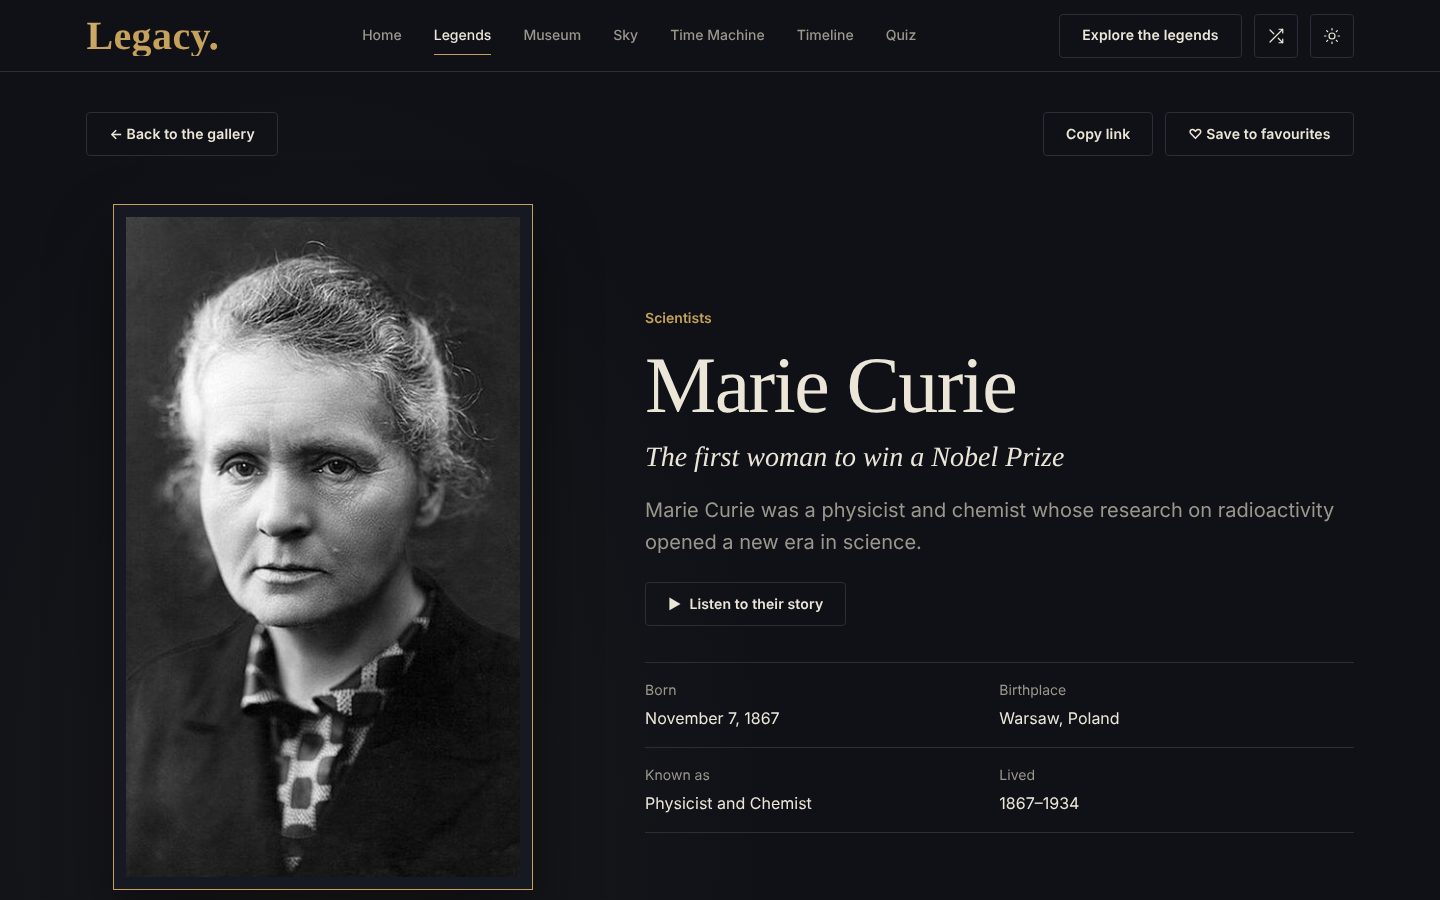 Legacy.
Home
Legends
Museum
Sky
Time Machine
Timeline
Quiz
Explore the legends
← Back to the gallery
Copy link
♡ Save to favourites
Scientists
Marie Curie
The first woman to win a Nobel Prize
Marie Curie was a physicist and chemist whose research on radioactivity
opened a new era in science.
▶ Listen to their story
Born
November 7, 1867
Birthplace
Warsaw, Poland
Known as
Physicist and Chemist
Lived
1867–1934